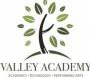 VALLEY ACADEMY
ACADEMICS • TECHNOLOGY • PERFORMING ARTS